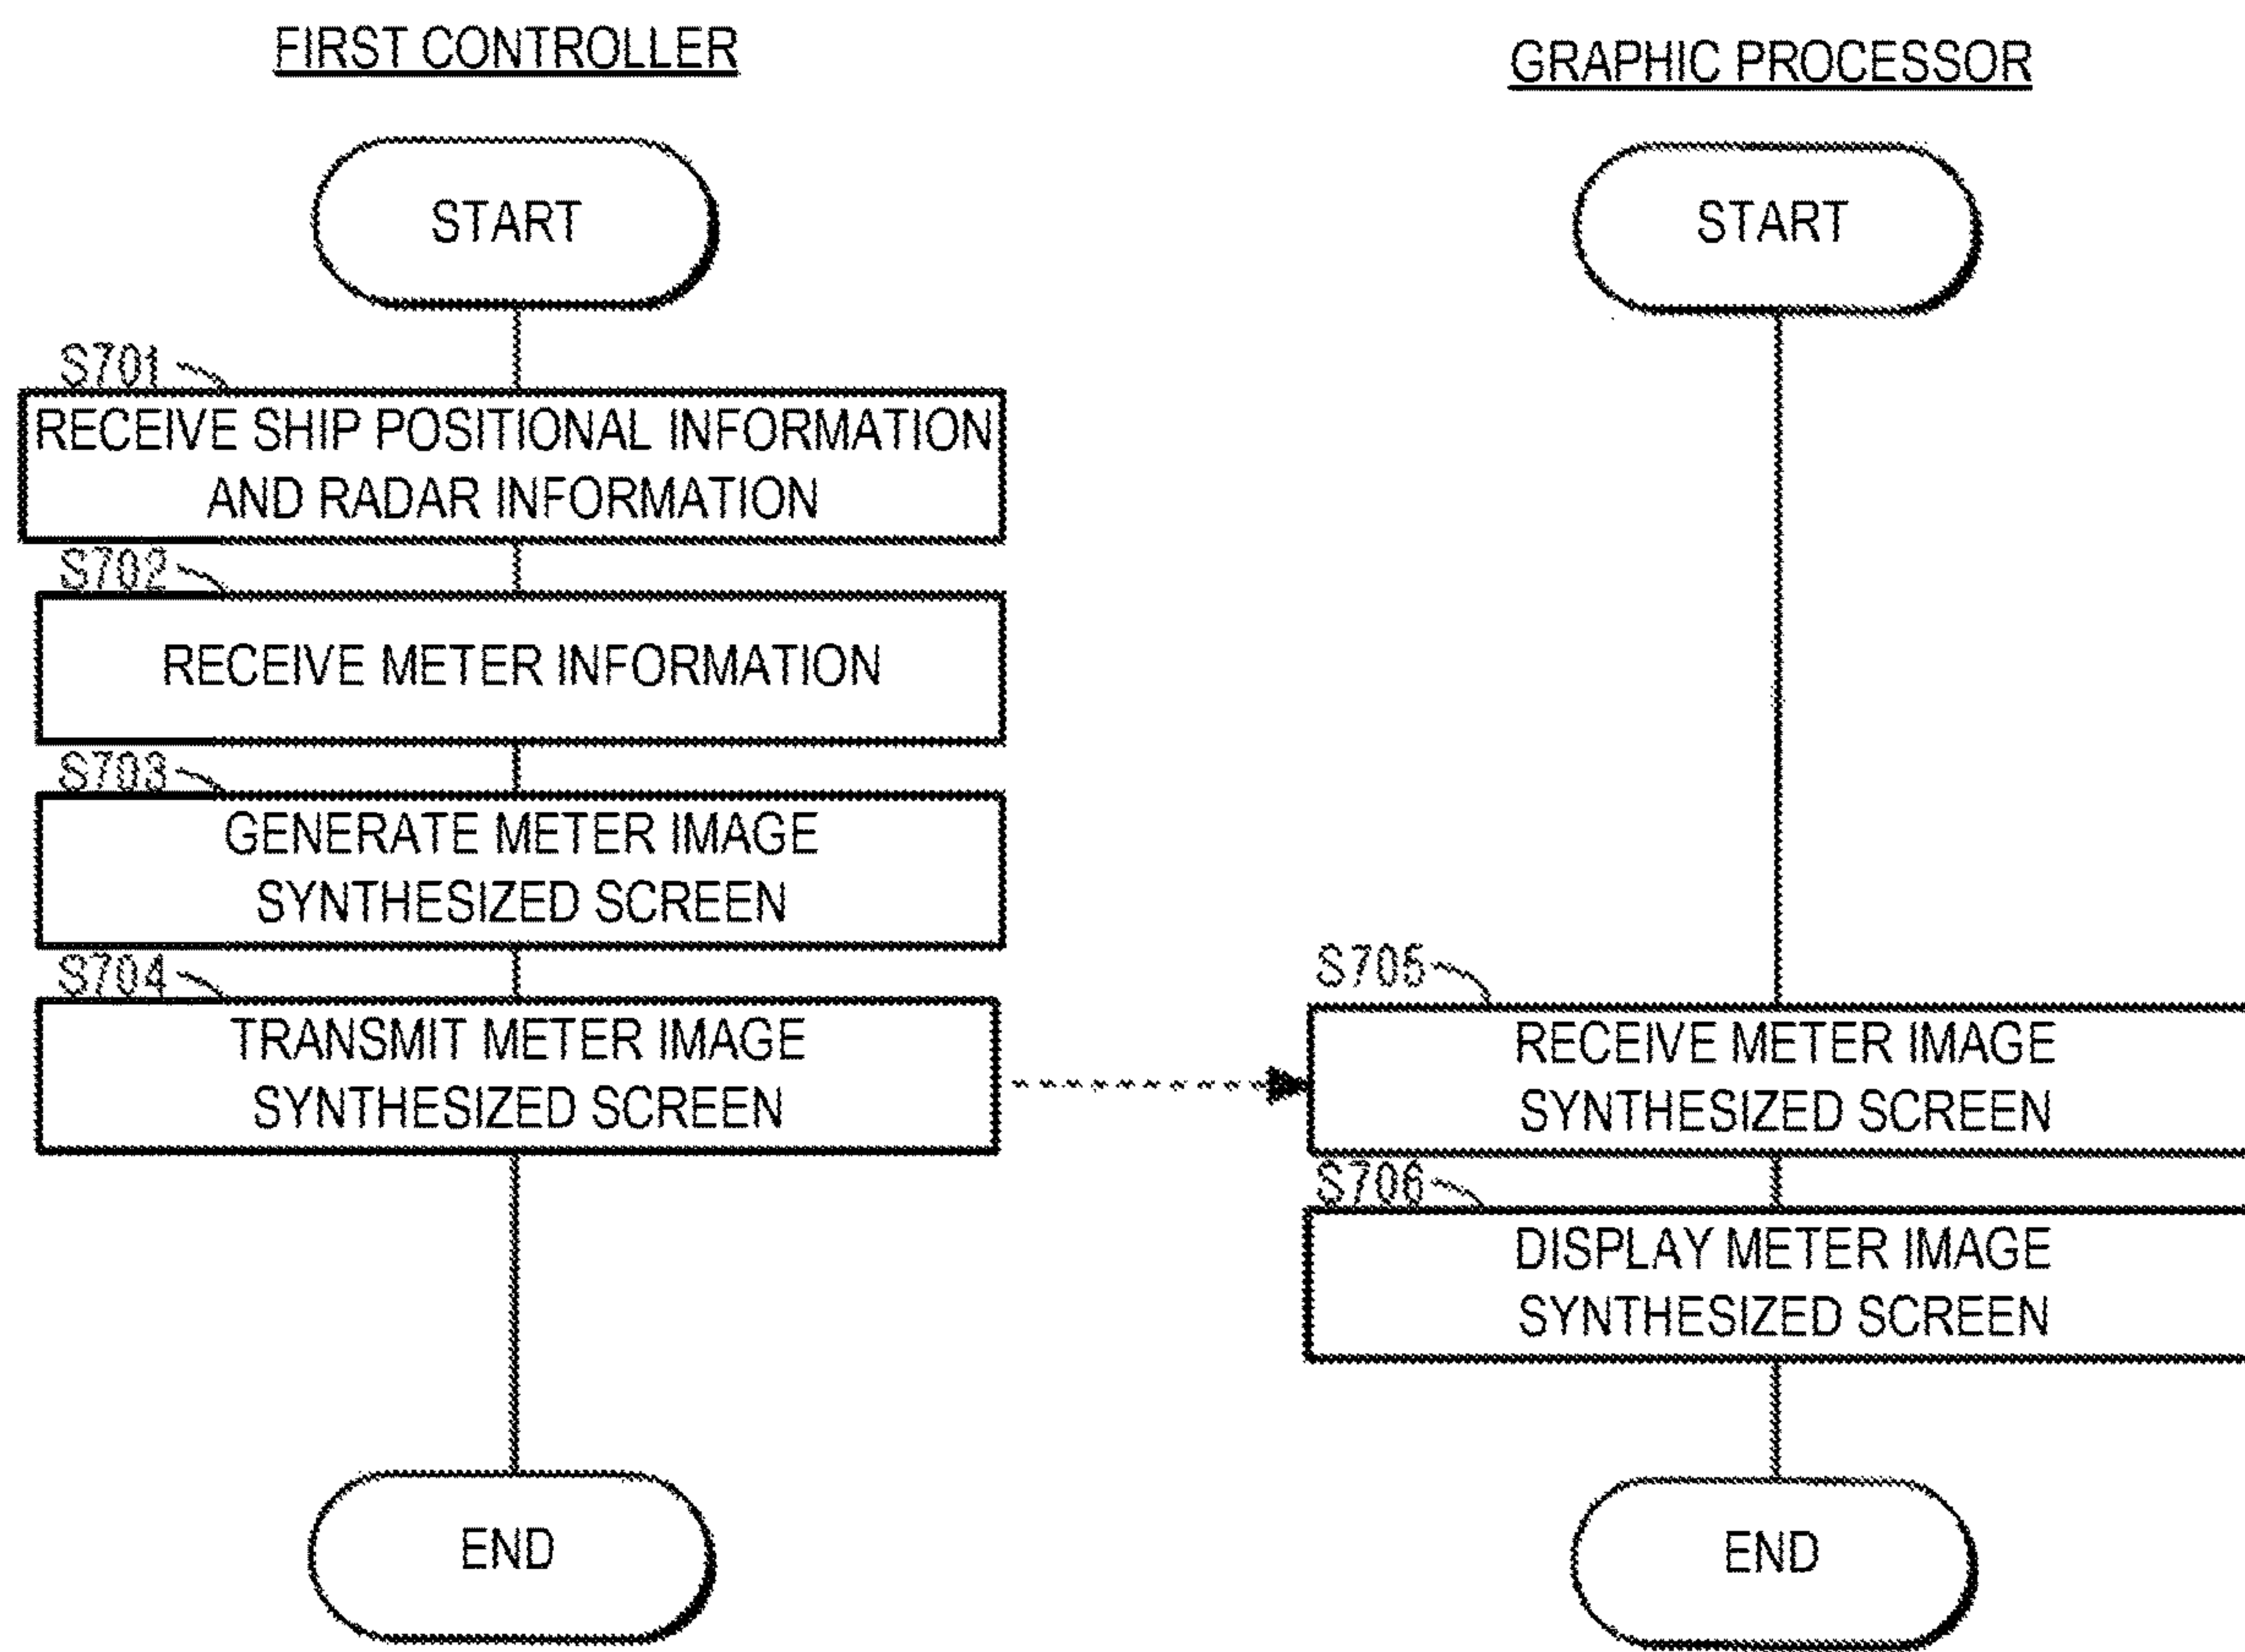 FIRST CONTROLLER
START
S701
RECEIVE SHIP POSITIONAL INFORMATION
AND RADAR INFORMATION
S702
RECEIVE METER INFORMATION
S703
GENERATE METER IMAGE
SYNTHESIZED SCREEN
S704
TRANSMIT METER IMAGE
SYNTHESIZED SCREEN
END
GRAPHIC PROCESSOR
START
S705
RECEIVE METER IMAGE
SYNTHESIZED SCREEN
S706
DISPLAY METER IMAGE
SYNTHESIZED SCREEN
END